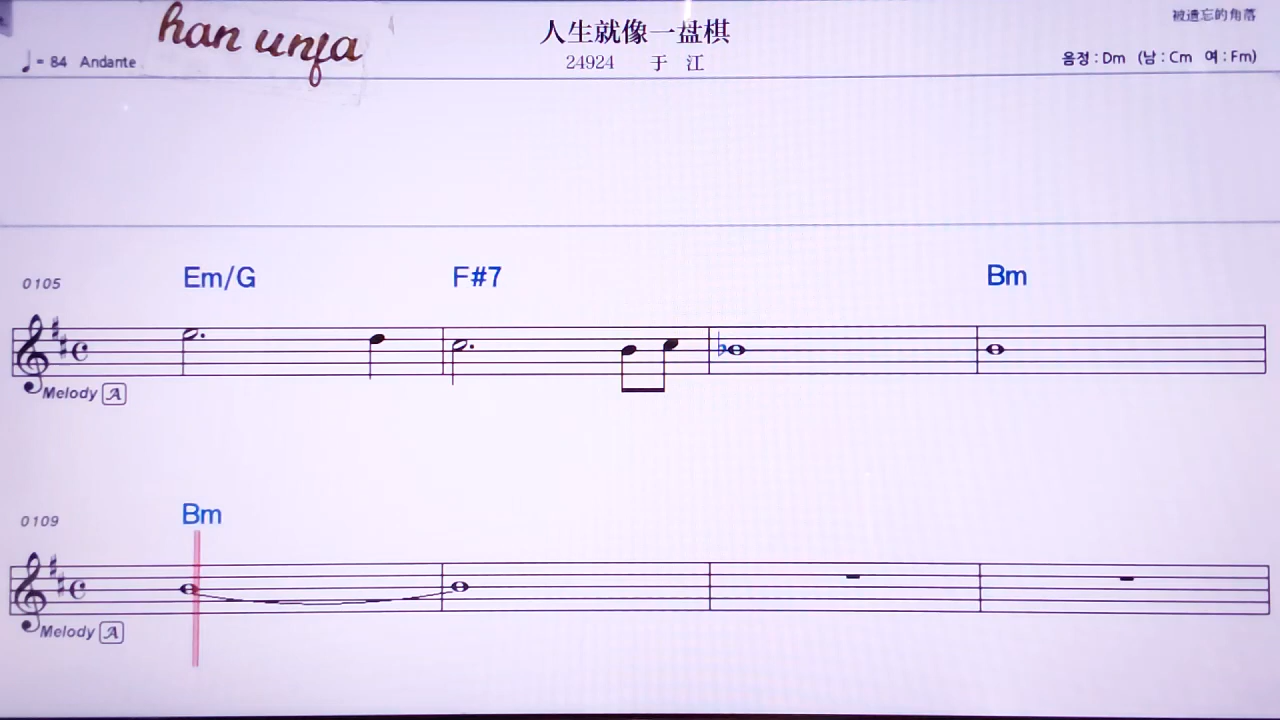 han unja
人生就像一盘棋
被遗忘的角落
♩= 84 Andante
24924 于 江
음정 : Dm (남 : Cm 여 : Fm)
0105 Em/G F#7 Bm
Melody A
0109 Bm
Melody A